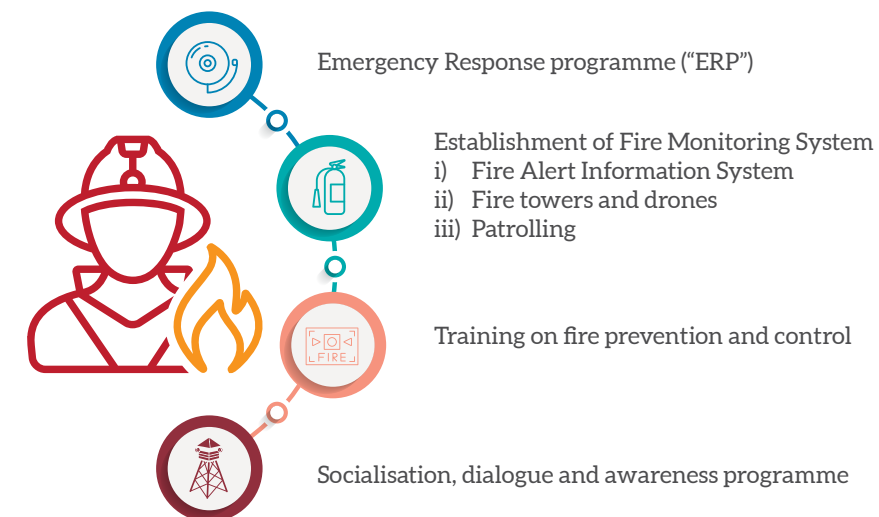 Emergency Response programme (“ERP”)
Establishment of Fire Monitoring System
i) Fire Alert Information System
ii) Fire towers and drones
iii) Patrolling
FIRE
Training on fire prevention and control
Socialisation, dialogue and awareness programme